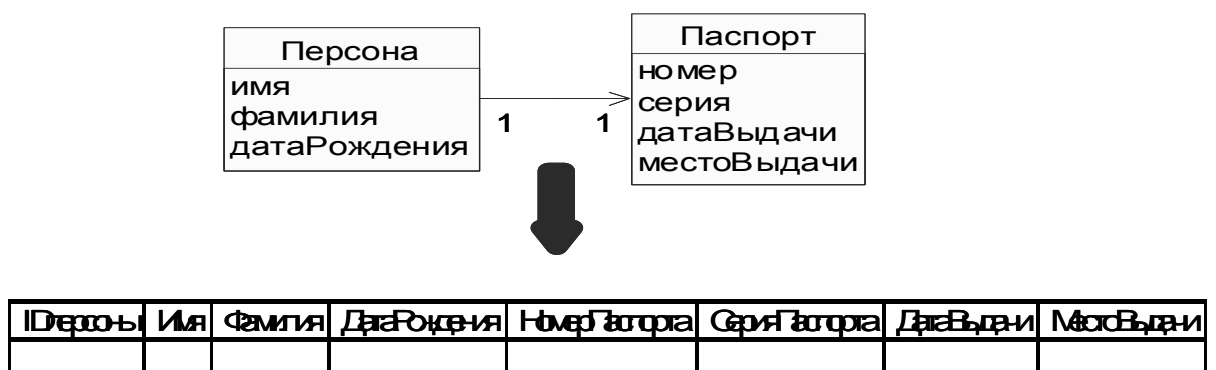 Персона
имя
фамилия
датаРождения
1 1
Паспорт
номер
серия
датаВыдачи
местоВыдачи
IDперсоны Имя Фамилия ДатаРождения НомерПаспорта СерияПаспорта ДатаВыдачи МестоВыдачи